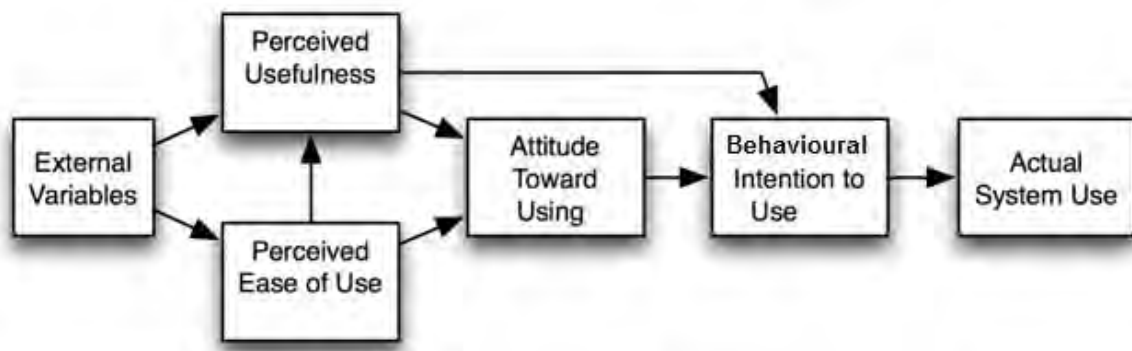 Perceived
Usefulness
External
Variables
Perceived
Ease of Use
Attitude
Toward
Using
Behavioural
Intention to
Use
Actual
System Use